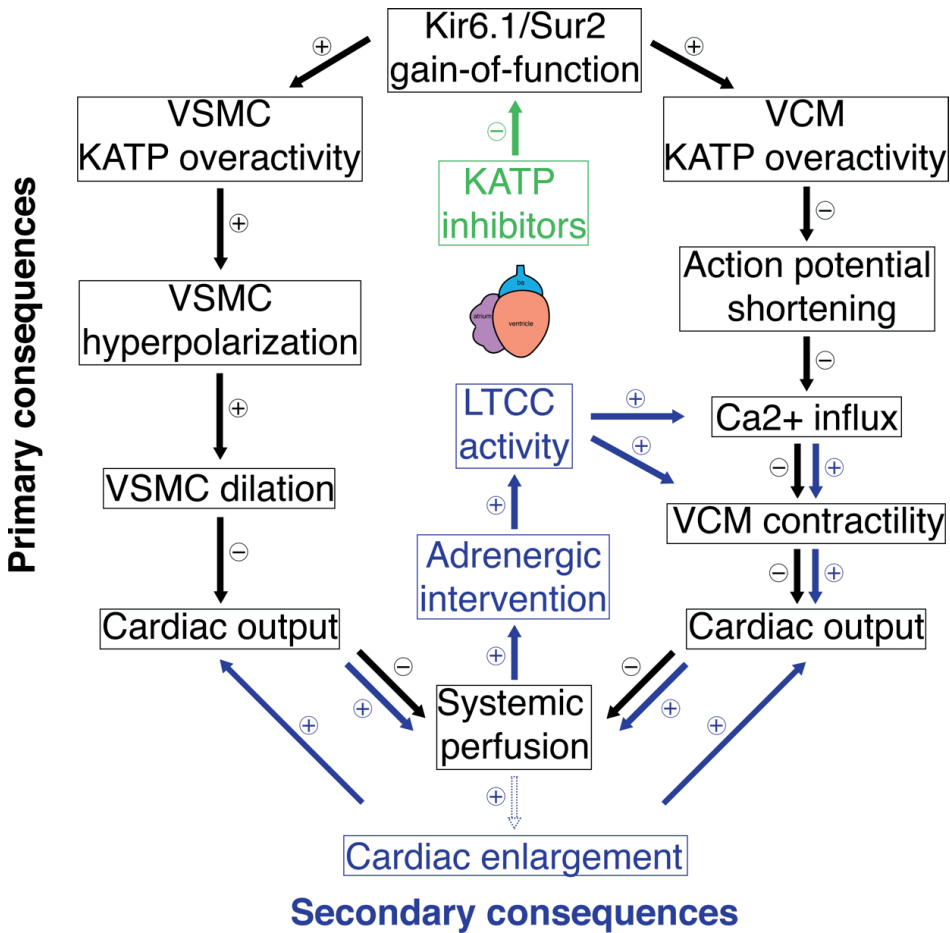 Kir6.1/Sur2
gain-of-function
⊕
⊕
VSMC
KATP overactivity
VCM
KATP overactivity
⊖
KATP
inhibitors
⊕
⊖
Primary consequences
VSMC
hyperpolarization
Action potential
shortening
ba
atrium
ventricle
⊕
⊖
LTCC
activity
⊕
⊕
Ca2+ influx
⊖
⊕
VSMC dilation
VCM contractility
⊕
⊖
Adrenergic
intervention
⊖
⊕
Cardiac output
Cardiac output
⊕
⊖
⊕
⊖
⊕
Systemic
perfusion
⊕
⊕
⊕
Cardiac enlargement
Secondary consequences